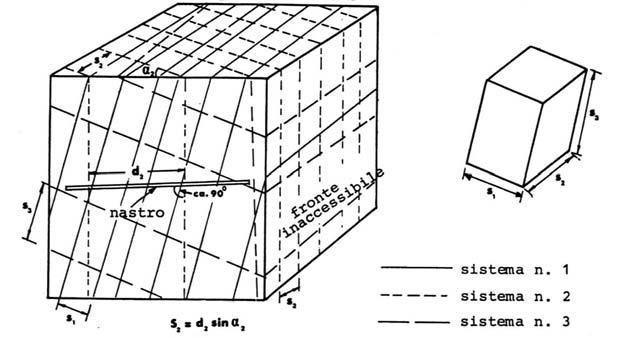 s₂
α₂
d₂
ca. 90°
nastro
s₃
s₁
fronte
inaccessibile
s₂
S₂ = d₂ sin α₂
s₁
s₂
s₃
sistema n. 1
sistema n. 2
sistema n. 3